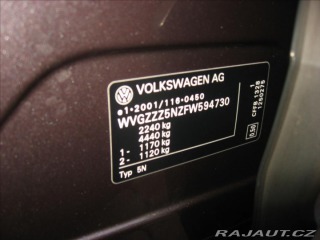 VOLKSWAGEN AG
e1*2001/116*0450
WVGZZZ5NZFW594730
2240 kg
4440 kg
1 - 1170 kg
2 - 1120 kg
Typ 5N
RAJAUT.CZ